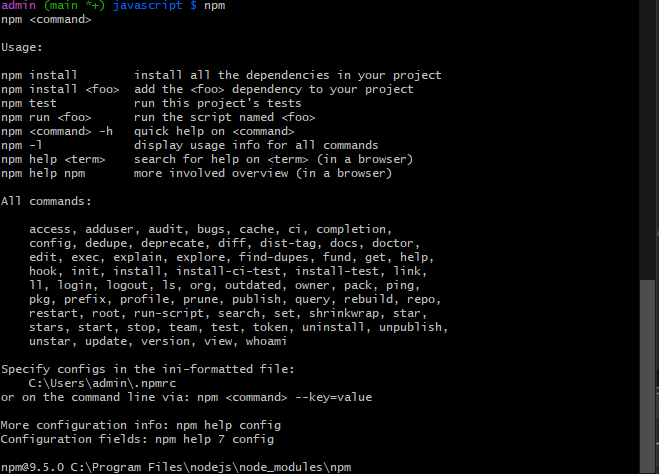 admin (main *+) javascript $ npm
npm <command>
Usage:
npm install        install all the dependencies in your project
npm install <foo>  add the <foo> dependency to your project
npm test           run this project's tests
npm run <foo>      run the script named <foo>
npm <command> -h   quick help on <command>
npm -l             display usage info for all commands
npm help <term>    search for help on <term> (in a browser)
npm help npm       more involved overview (in a browser)
All commands:
access, adduser, audit, bugs, cache, ci, completion,
config, dedupe, deprecate, diff, dist-tag, docs, doctor,
edit, exec, explain, explore, find-dupes, fund, get, help,
hook, init, install, install-ci-test, install-test, link,
ll, login, logout, ls, org, outdated, owner, pack, ping,
pkg, prefix, profile, prune, publish, query, rebuild, repo,
restart, root, run-script, search, set, shrinkwrap, star,
stars, start, stop, team, test, token, uninstall, unpublish,
unstar, update, version, view, whoami
Specify configs in the ini-formatted file:
C:\Users\admin\.npmrc
or on the command line via: npm <command> --key=value
More configuration info: npm help config
Configuration fields: npm help 7 config
npm@9.5.0 C:\Program Files\nodejs\node_modules\npm